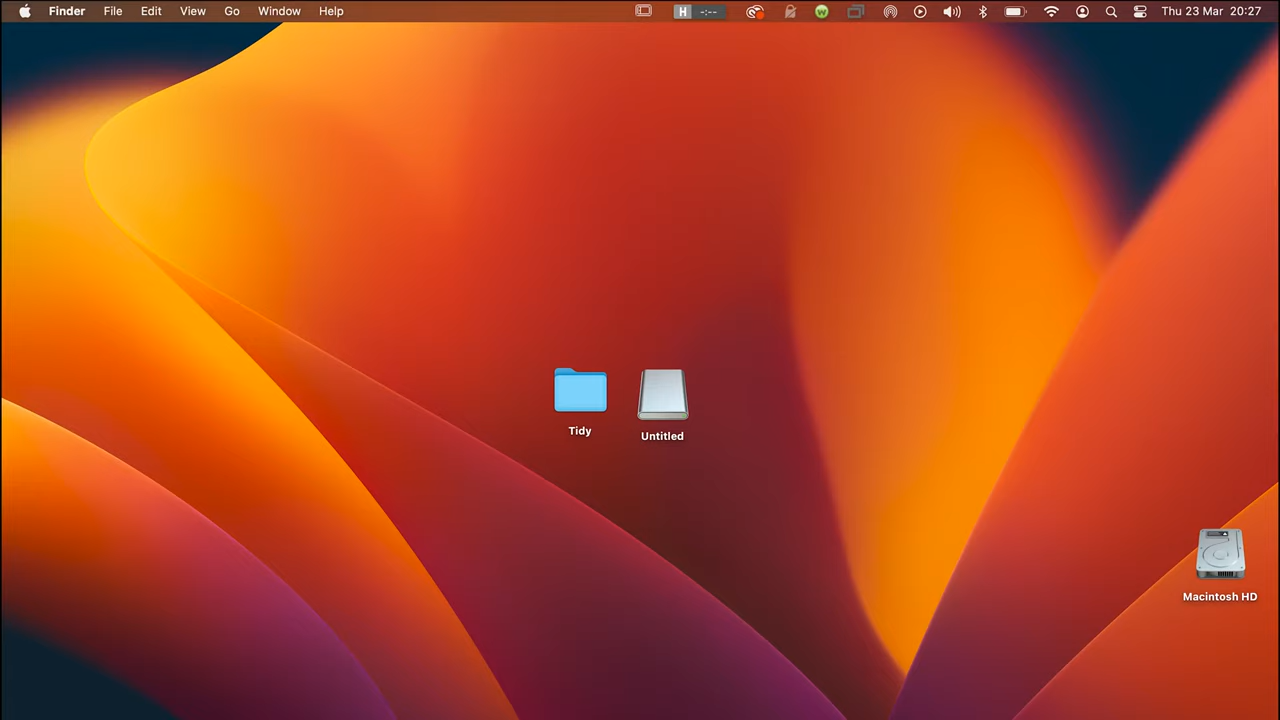 Finder File Edit View Go Window Help H -:-- w Thu 23 Mar 20:27
Tidy
Untitled
Macintosh HD